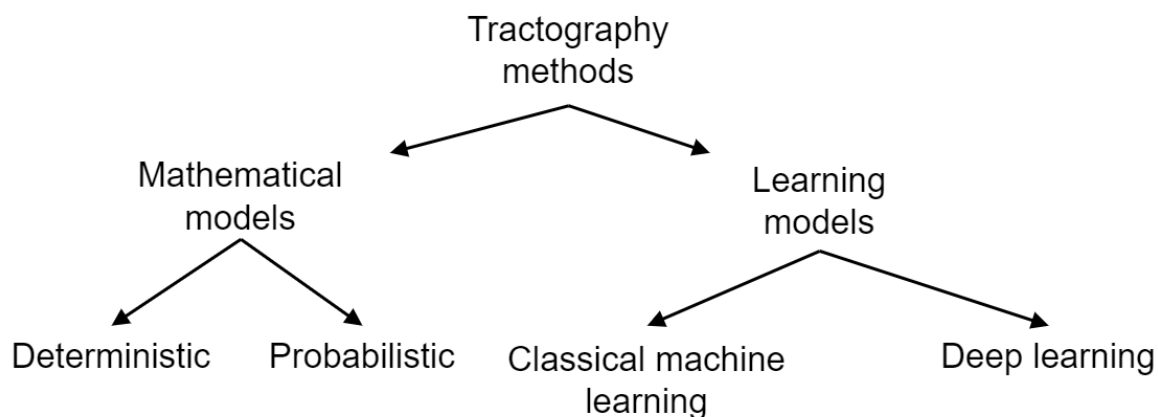 Tractography
methods
Mathematical
models
Learning
models
Deterministic
Probabilistic
Classical machine
learning
Deep learning